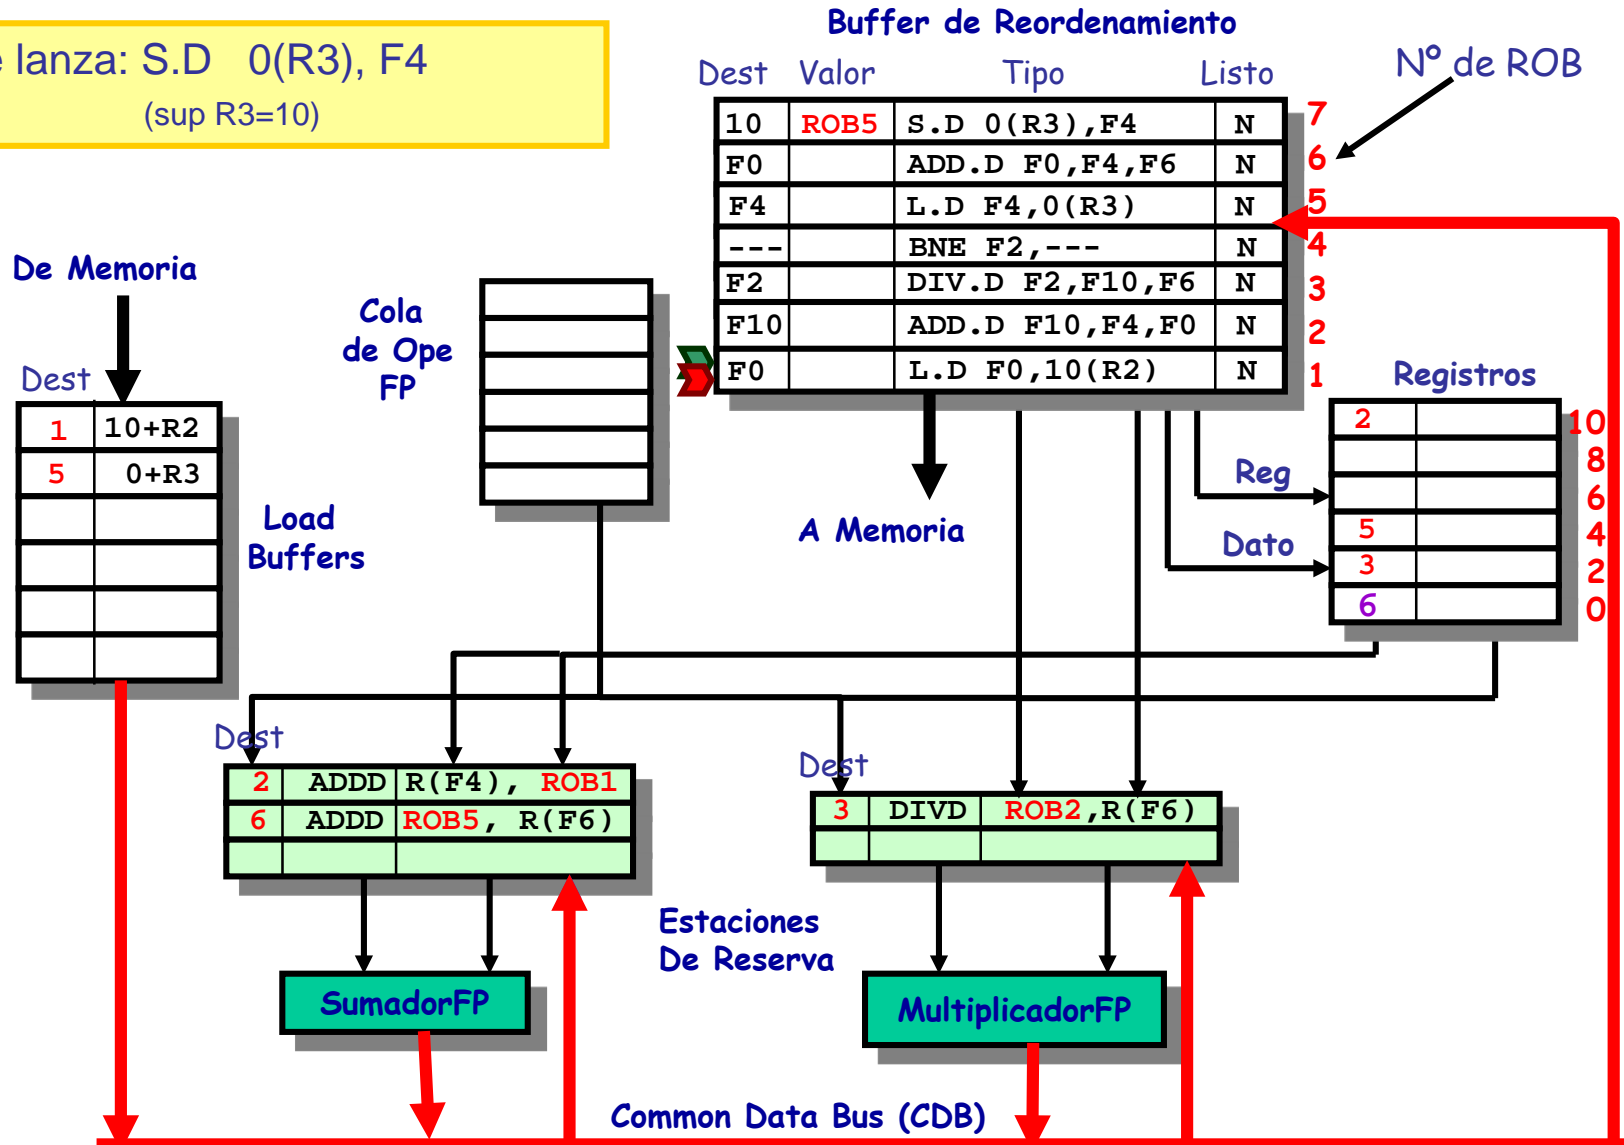 Buffer de Reordenamiento
lanza: S.D 0(R3), F4
(sup R3=10)
Dest Valor Tipo Listo
Nº de ROB
10 ROB5 S.D 0(R3),F4 N 7
F0 ADD.D F0,F4,F6 N 6
F4 L.D F4,0(R3) N 5
--- BNE F2,--- N 4
F2 DIV.D F2,F10,F6 N 3
F10 ADD.D F10,F4,F0 N 2
F0 L.D F0,10(R2) N 1
De Memoria
Cola
de Ope
FP
Dest
1 10+R2
5 0+R3
Load
Buffers
A Memoria
Registros
2 10
8
6
5 4
3 2
6 0
Reg
Dato
Dest
2 ADDD R(F4), ROB1
6 ADDD ROB5, R(F6)
Dest
3 DIVD ROB2,R(F6)
Estaciones
De Reserva
SumadorFP
MultiplicadorFP
Common Data Bus (CDB)